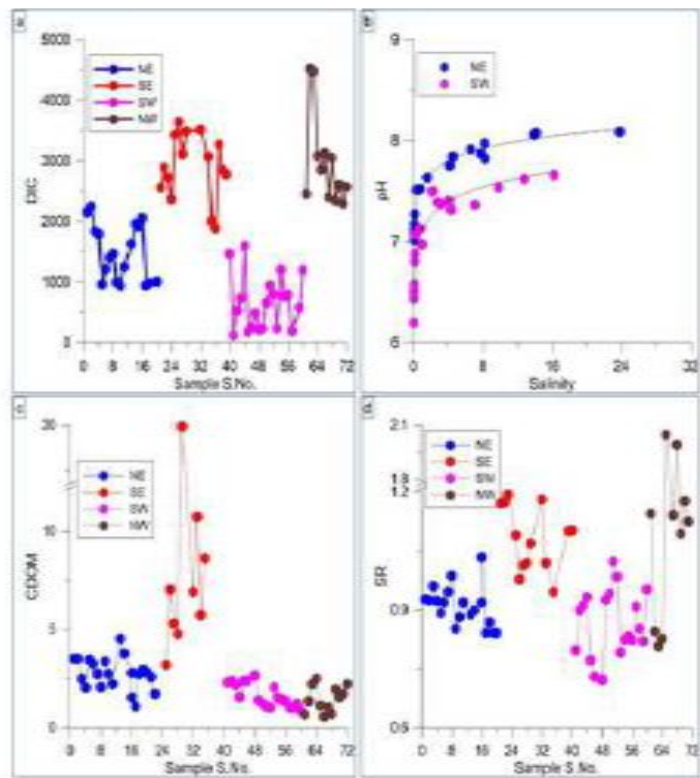 5000
4000
3000
2000
1000
0
DIC
NE
SE
SW
NW
0 8 16 24 32 40 48 56 64 72
Sample S.No.
9
8
7
6
pH
NE
SW
0 8 16 24 32
Salinity
30
10
5
0
CDOM
NE
SE
SW
NW
0 8 16 24 32 40 48 56 64 72
Sample S.No.
2.1
1.2
0.9
SR
NE
SE
SW
NW
0 8 16 24 32 40 48 56 64 72
Sample S.No.